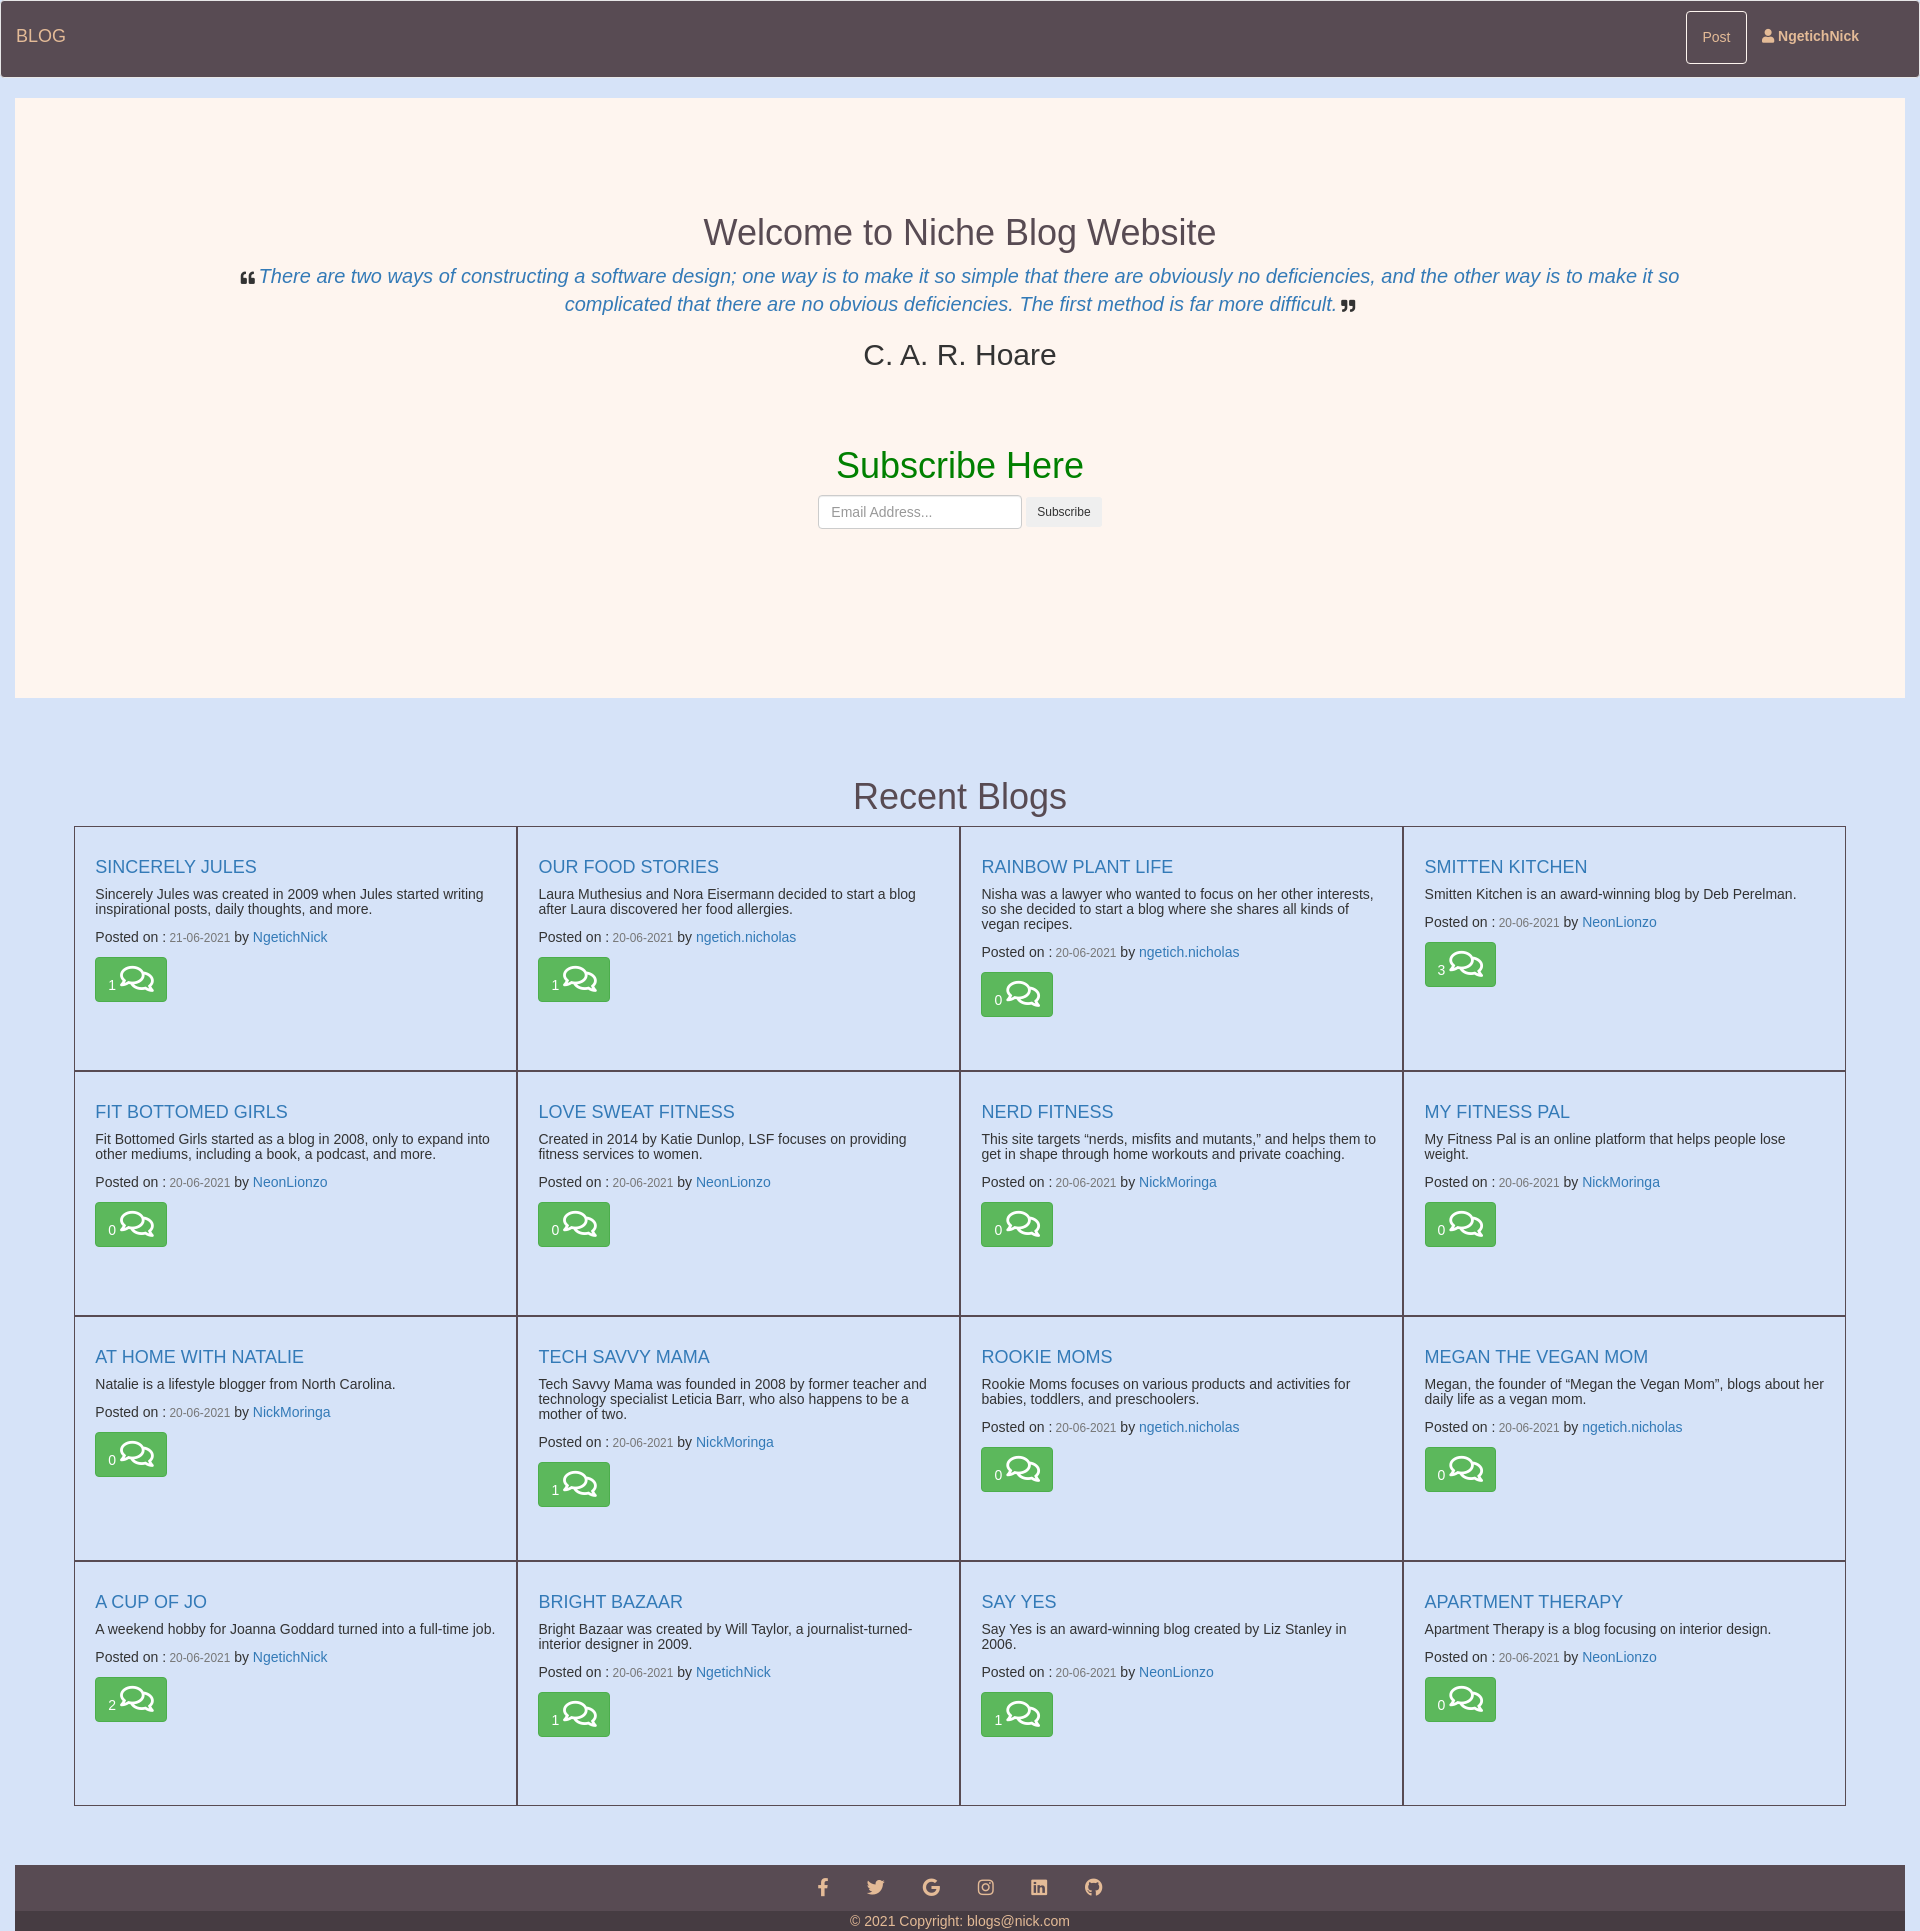 BLOG
Post
NgetichNick
Welcome to Niche Blog Website
There are two ways of constructing a software design; one way is to make it so simple that there are obviously no deficiencies, and the other way is to make it so
complicated that there are no obvious deficiencies. The first method is far more difficult.
C. A. R. Hoare
Subscribe Here
Email Address...
Subscribe
Recent Blogs
SINCERELY JULES
Sincerely Jules was created in 2009 when Jules started writing
inspirational posts, daily thoughts, and more.
Posted on : 21-06-2021 by NgetichNick
1
OUR FOOD STORIES
Laura Muthesius and Nora Eisermann decided to start a blog
after Laura discovered her food allergies.
Posted on : 20-06-2021 by ngetich.nicholas
1
RAINBOW PLANT LIFE
Nisha was a lawyer who wanted to focus on her other interests,
so she decided to start a blog where she shares all kinds of
vegan recipes.
Posted on : 20-06-2021 by ngetich.nicholas
0
SMITTEN KITCHEN
Smitten Kitchen is an award-winning blog by Deb Perelman.
Posted on : 20-06-2021 by NeonLionzo
3
FIT BOTTOMED GIRLS
Fit Bottomed Girls started as a blog in 2008, only to expand into
other mediums, including a book, a podcast, and more.
Posted on : 20-06-2021 by NeonLionzo
0
LOVE SWEAT FITNESS
Created in 2014 by Katie Dunlop, LSF focuses on providing
fitness services to women.
Posted on : 20-06-2021 by NeonLionzo
0
NERD FITNESS
This site targets “nerds, misfits and mutants,” and helps them to
get in shape through home workouts and private coaching.
Posted on : 20-06-2021 by NickMoringa
0
MY FITNESS PAL
My Fitness Pal is an online platform that helps people lose
weight.
Posted on : 20-06-2021 by NickMoringa
0
AT HOME WITH NATALIE
Natalie is a lifestyle blogger from North Carolina.
Posted on : 20-06-2021 by NickMoringa
0
TECH SAVVY MAMA
Tech Savvy Mama was founded in 2008 by former teacher and
technology specialist Leticia Barr, who also happens to be a
mother of two.
Posted on : 20-06-2021 by NickMoringa
1
ROOKIE MOMS
Rookie Moms focuses on various products and activities for
babies, toddlers, and preschoolers.
Posted on : 20-06-2021 by ngetich.nicholas
0
MEGAN THE VEGAN MOM
Megan, the founder of “Megan the Vegan Mom”, blogs about her
daily life as a vegan mom.
Posted on : 20-06-2021 by ngetich.nicholas
0
A CUP OF JO
A weekend hobby for Joanna Goddard turned into a full-time job.
Posted on : 20-06-2021 by NgetichNick
2
BRIGHT BAZAAR
Bright Bazaar was created by Will Taylor, a journalist-turned-
interior designer in 2009.
Posted on : 20-06-2021 by NgetichNick
1
SAY YES
Say Yes is an award-winning blog created by Liz Stanley in
2006.
Posted on : 20-06-2021 by NeonLionzo
1
APARTMENT THERAPY
Apartment Therapy is a blog focusing on interior design.
Posted on : 20-06-2021 by NeonLionzo
0
© 2021 Copyright: blogs@nick.com